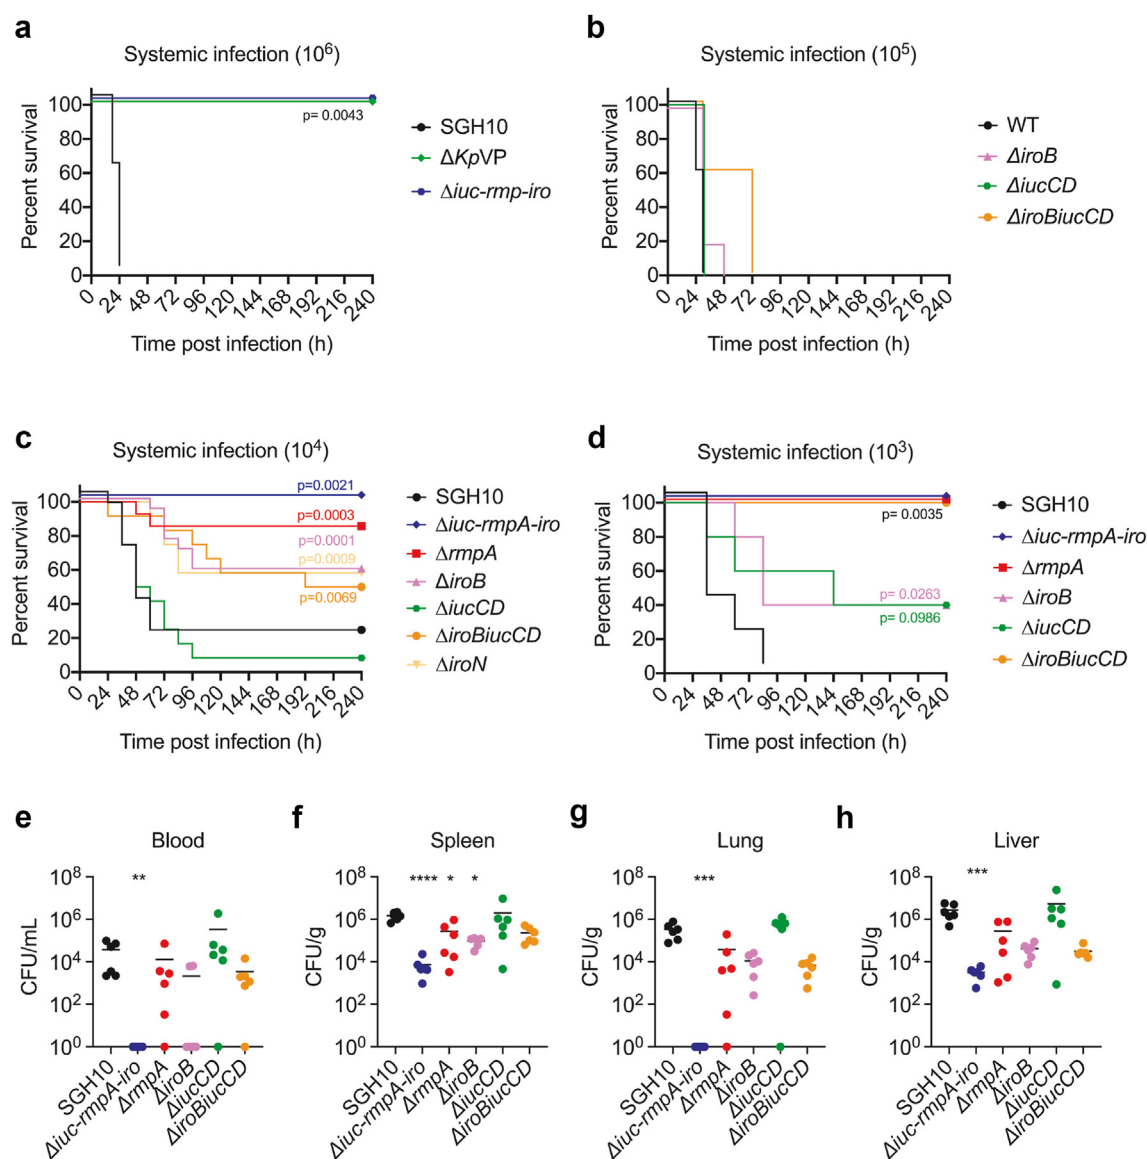 a
Systemic infection (10⁶)
Percent survival
100
80
60
40
20
0
0 24 48 72 96 120 144 168 192 216 240
Time post infection (h)
p= 0.0043
SGH10
ΔKpVP
Δiuc-rmp-iro
b
Systemic infection (10⁵)
Percent survival
100
80
60
40
20
0
0 24 48 72 96 120 144 168 192 216 240
Time post infection (h)
WT
ΔiroB
ΔiucCD
ΔiroBiucCD
c
Systemic infection (10⁴)
Percent survival
100
80
60
40
20
0
0 24 48 72 96 120 144 168 192 216 240
Time post infection (h)
p=0.0021
p=0.0003
p=0.0001
p=0.0009
p=0.0069
SGH10
Δiuc-rmpA-iro
ΔrmpA
ΔiroB
ΔiucCD
ΔiroBiucCD
ΔiroN
d
Systemic infection (10³)
Percent survival
100
80
60
40
20
0
0 24 48 72 96 120 144 168 192 216 240
Time post infection (h)
p= 0.0035
p= 0.0263
p= 0.0986
SGH10
Δiuc-rmpA-iro
ΔrmpA
ΔiroB
ΔiucCD
ΔiroBiucCD
e
Blood
CFU/mL
10⁸
10⁶
10⁴
10²
10⁰
**
SGH10
Δiuc-rmpA-iro
ΔrmpA
ΔiroB
ΔiucCD
ΔiroBiucCD
f
Spleen
CFU/g
10⁸
10⁶
10⁴
10²
10⁰
**** * *
SGH10
Δiuc-rmpA-iro
ΔrmpA
ΔiroB
ΔiucCD
ΔiroBiucCD
g
Lung
CFU/g
10⁸
10⁶
10⁴
10²
10⁰
***
SGH10
Δiuc-rmpA-iro
ΔrmpA
ΔiroB
ΔiucCD
ΔiroBiucCD
h
Liver
CFU/g
10⁸
10⁶
10⁴
10²
10⁰
***
SGH10
Δiuc-rmpA-iro
ΔrmpA
ΔiroB
ΔiucCD
ΔiroBiucCD